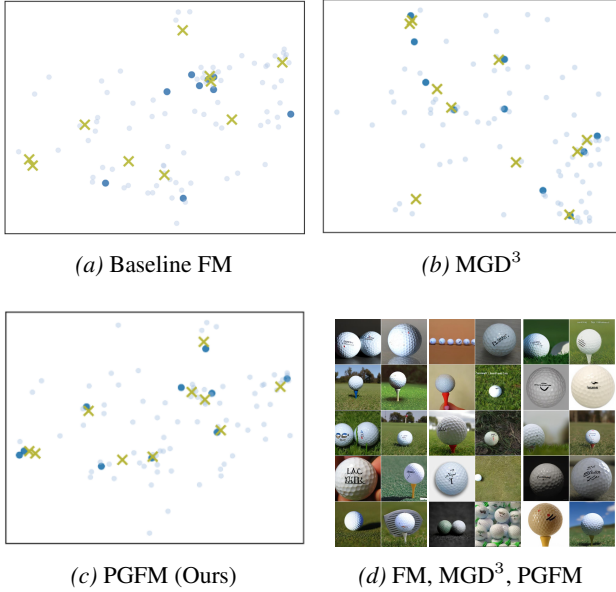 (a) Baseline FM
(b) MGD³
(c) PGFM (Ours)
(d) FM, MGD³, PGFM